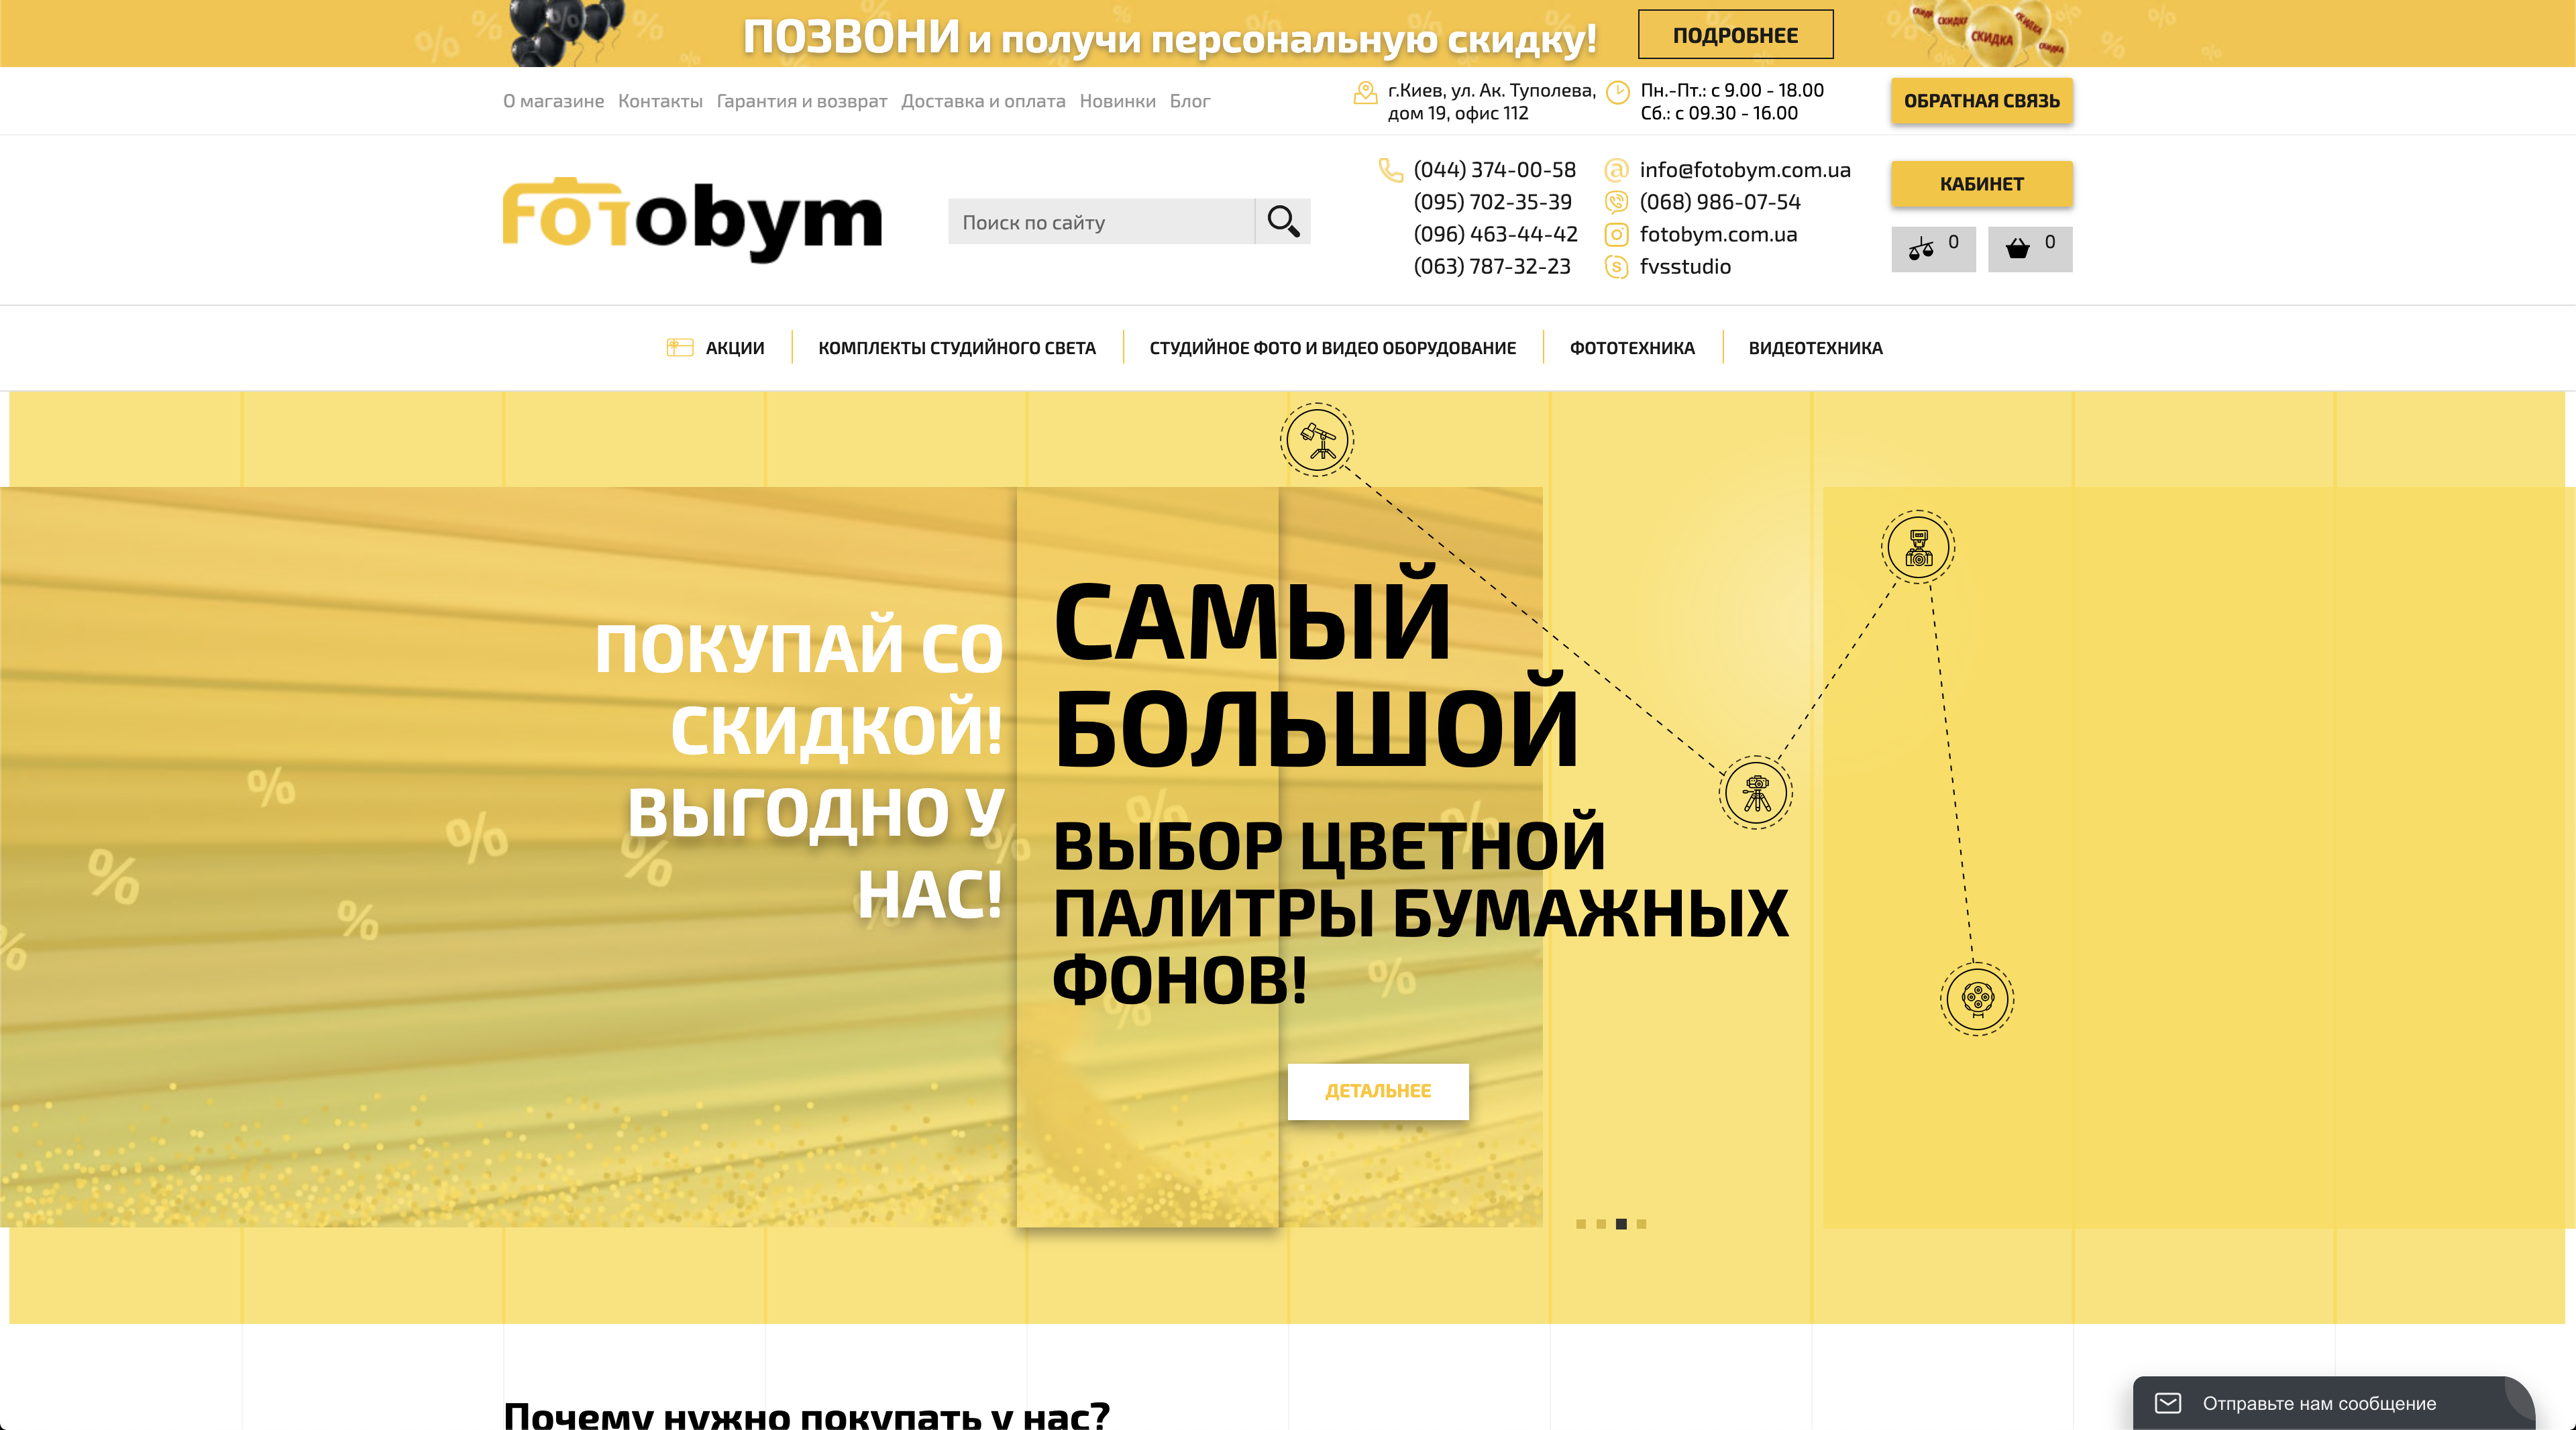 ПОЗВОНИ и получи персональную скидку!
ПОДРОБНЕЕ
СКИДКА
СКИДКА
СКИДКА
СКИДКА
СКИДКА
О магазине Контакты Гарантия и возврат Доставка и оплата Новинки Блог
г.Киев, ул. Ак. Туполева,
дом 19, офис 112
Пн.-Пт.: с 9.00 - 18.00
Сб.: с 09.30 - 16.00
ОБРАТНАЯ СВЯЗЬ
Fotobym
Поиск по сайту
(044) 374-00-58
(095) 702-35-39
(096) 463-44-42
(063) 787-32-23
info@fotobym.com.ua
(068) 986-07-54
fotobym.com.ua
fvsstudio
КАБИНЕТ
0
0
АКЦИИ
КОМПЛЕКТЫ СТУДИЙНОГО СВЕТА
СТУДИЙНОЕ ФОТО И ВИДЕО ОБОРУДОВАНИЕ
ФОТОТЕХНИКА
ВИДЕОТЕХНИКА
ПОКУПАЙ СО
СКИДКОЙ!
ВЫГОДНО У
НАС!
САМЫЙ
БОЛЬШОЙ
ВЫБОР ЦВЕТНОЙ
ПАЛИТРЫ БУМАЖНЫХ
ФОНОВ!
ДЕТАЛЬНЕЕ
Почему нужно покупать у нас?
Отправьте нам сообщение